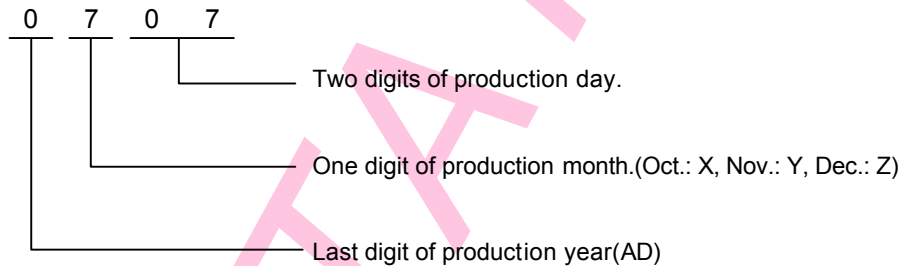 0 7 0 7
Two digits of production day.
One digit of production month.(Oct.: X, Nov.: Y, Dec.: Z)
Last digit of production year(AD)